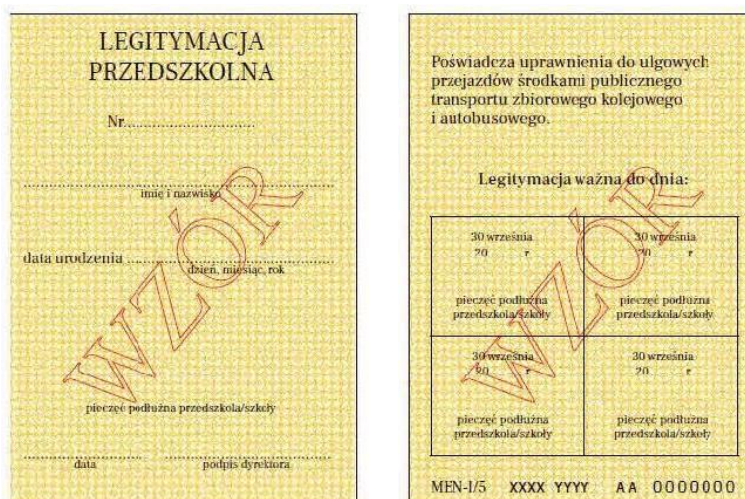 LEGITYMACJA
PRZEDSZKOLNA
Nr..............................
imię i nazwisko
data urodzenia ..............................
dzień, miesiąc, rok
WZÓR
pieczęć podłużna przedszkola/szkoły
data podpis dyrektora
Poświadcza uprawnienia do ulgowych
przejazdów środkami publicznego
transportu zbiorowego kolejowego
i autobusowego.
Legitymacja ważna do dnia:
30 września 30 września
20 r 20 r
pieczęć podłużna pieczęć podłużna
przedszkola/szkoły przedszkola/szkoły
30 września 30 września
20 r 20 r
pieczęć podłużna pieczęć podłużna
przedszkola/szkoły przedszkola/szkoły
WZÓR
MEN-I/5 XXXX YYYY AA 0000000